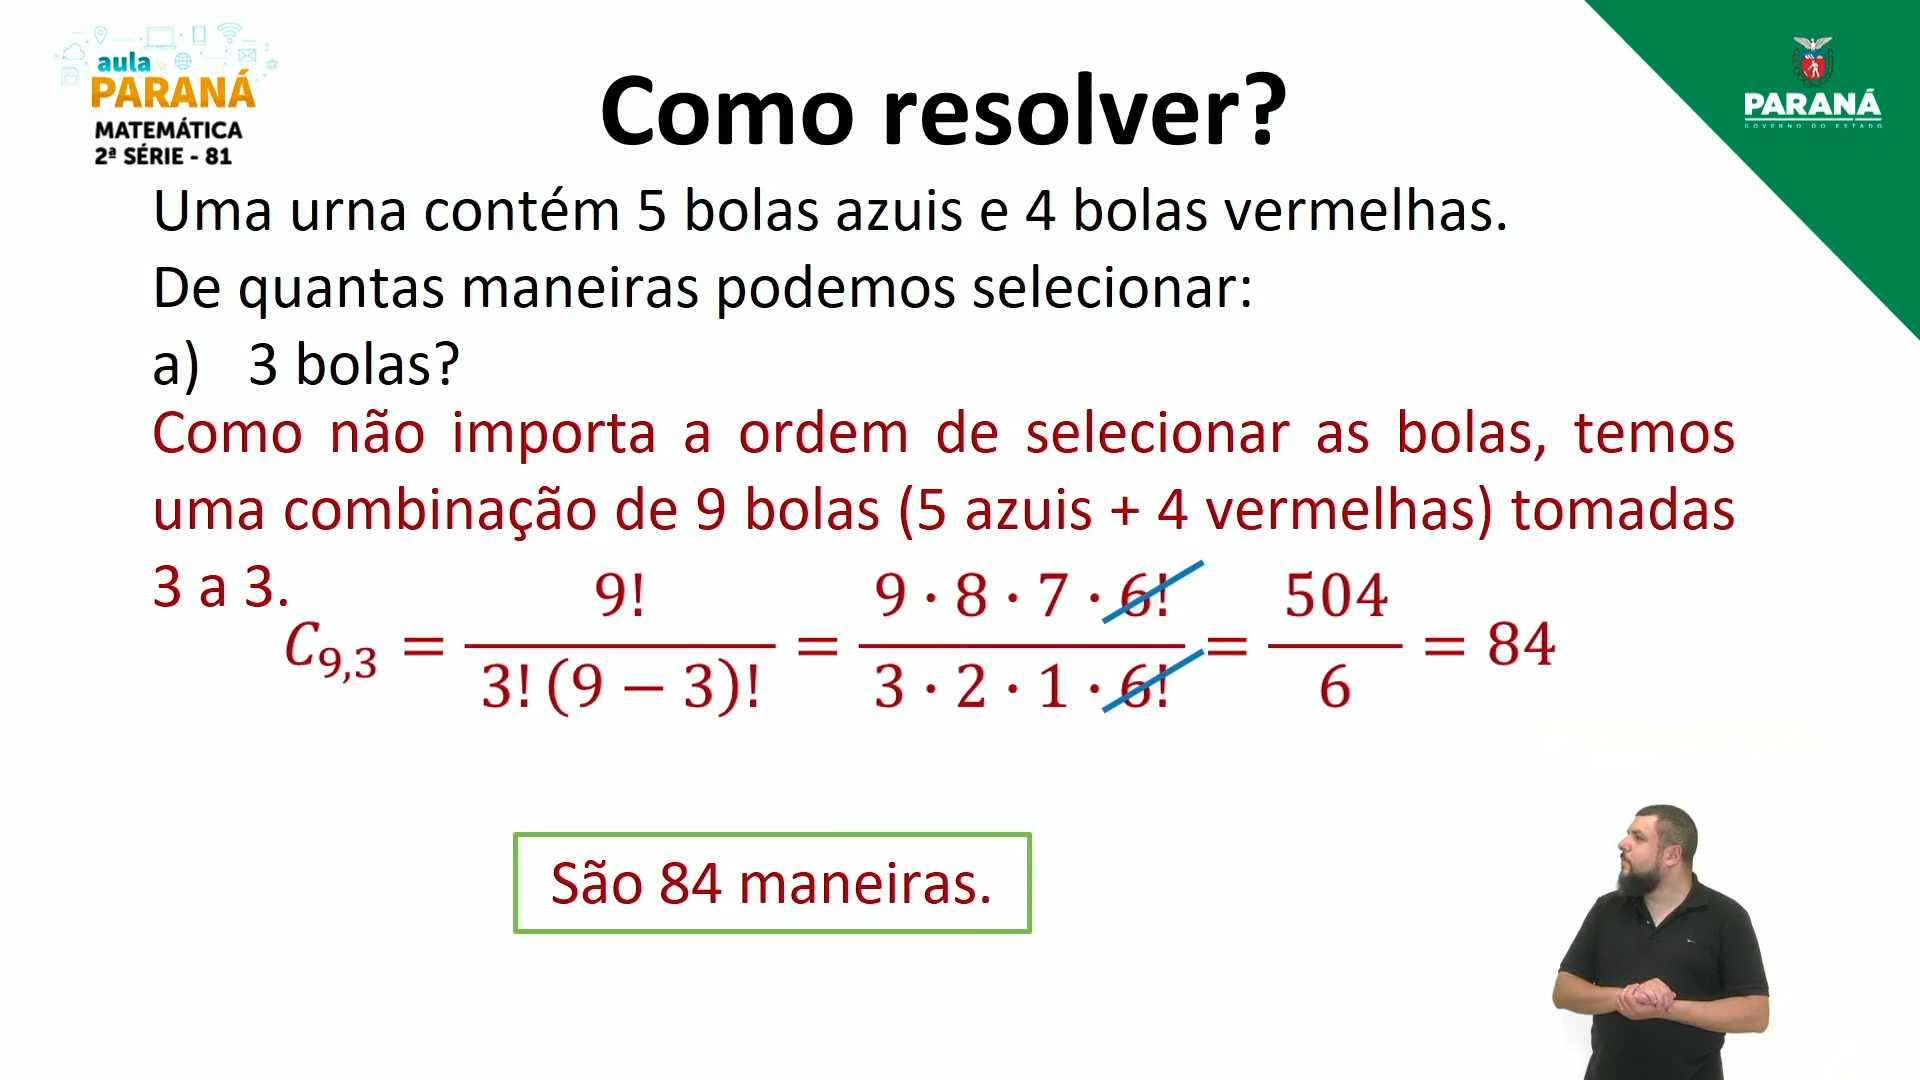 aula
PARANÁ
MATEMÁTICA
2ª SÉRIE - 81
Como resolver?
PARANÁ
GOVERNO DO ESTADO
Uma urna contém 5 bolas azuis e 4 bolas vermelhas.
De quantas maneiras podemos selecionar:
a) 3 bolas?
Como não importa a ordem de selecionar as bolas, temos
uma combinação de 9 bolas (5 azuis + 4 vermelhas) tomadas
3 a 3.
C₉,₃ = 9! / 3! (9 − 3)! = 9 · 8 · 7 · 6! / 3 · 2 · 1 · 6! = 504 / 6 = 84
São 84 maneiras.